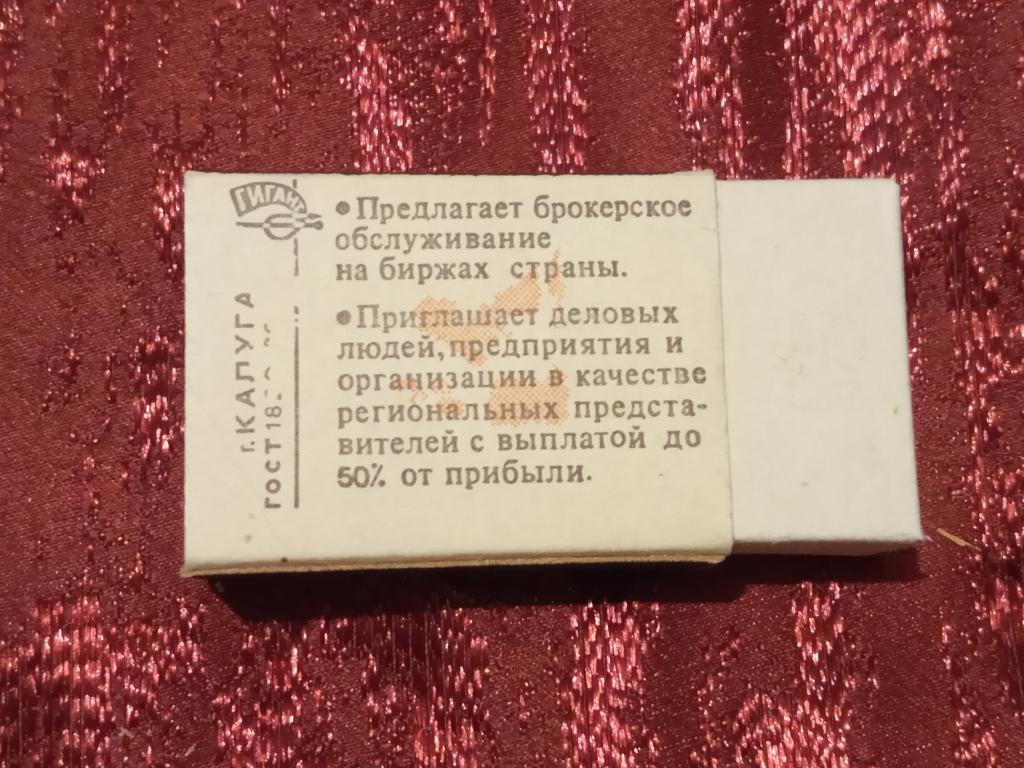 ГИГАНТ
г.КАЛУГА
ГОСТ
•Предлагает брокерское
обслуживание
на биржах страны.
•Приглашает деловых
людей,предприятия и
организации в качестве
региональных предста-
вителей с выплатой до
50% от прибыли.